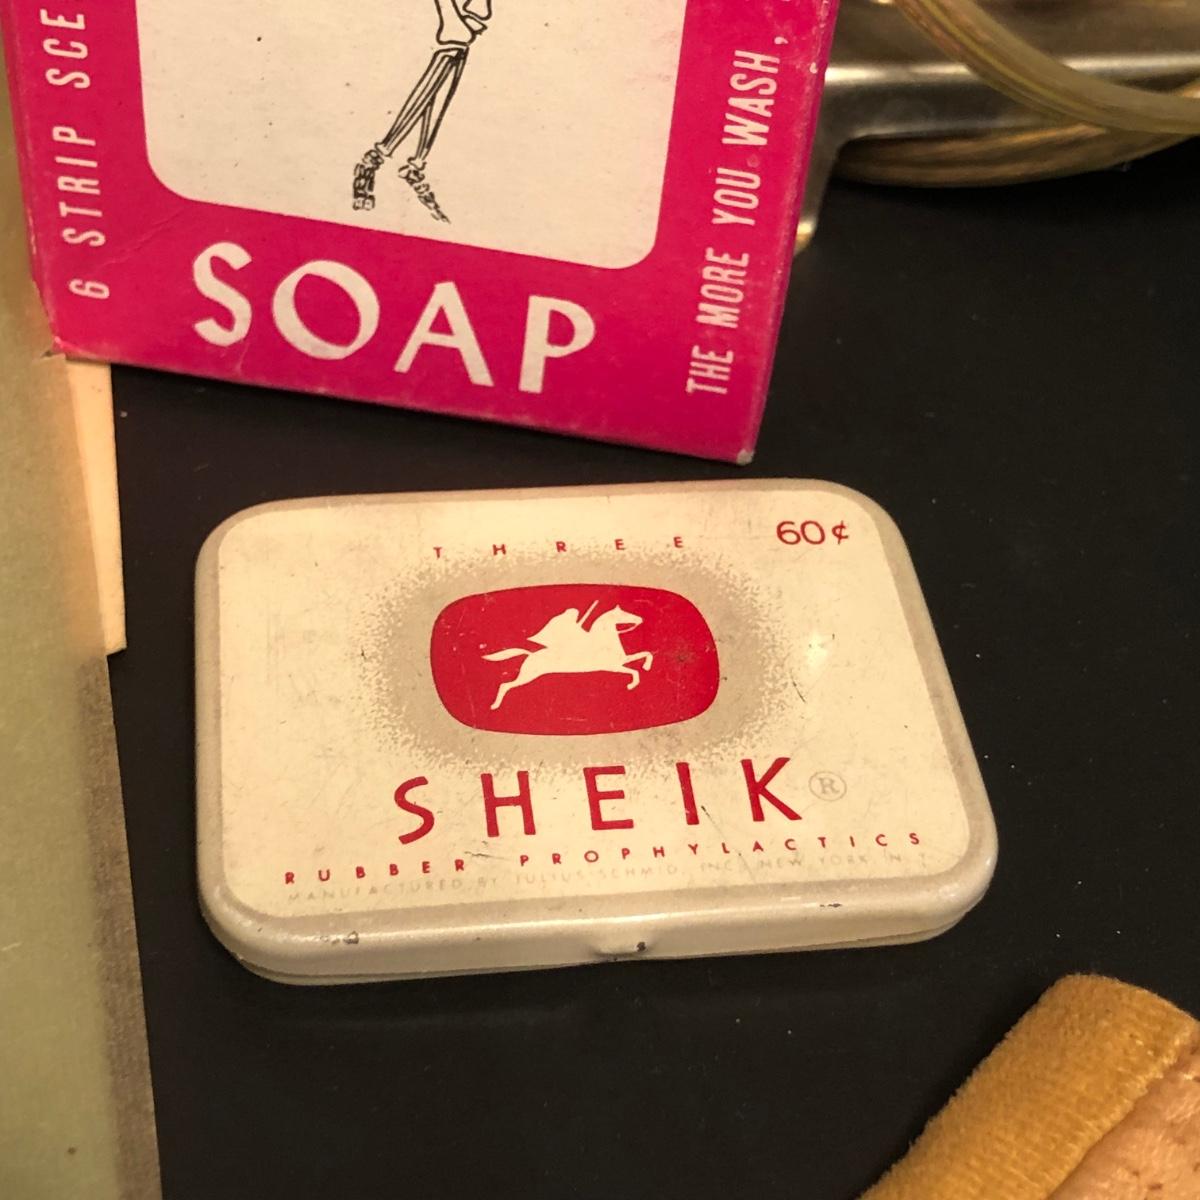 6 STRIP SCE
SOAP
THE MORE YOU WASH,
THREE
60¢
SHEIK®
RUBBER PROPHYLACTICS
MANUFACTURED BY JULIUS SCHMID, INC. NEW YORK, N.Y.